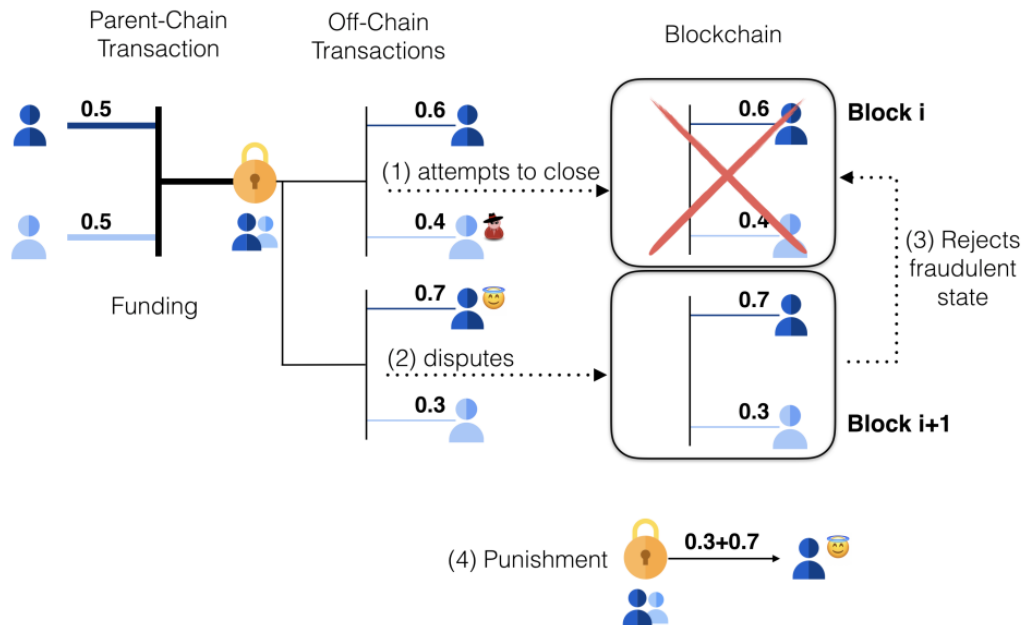 Parent-Chain
Transaction
Off-Chain
Transactions
Blockchain
0.5
0.5
Funding
0.6
(1) attempts to close
0.4
0.7
(2) disputes
0.3
0.6
0.4
Block i
(3) Rejects
fraudulent
state
0.7
0.3
Block i+1
(4) Punishment
0.3+0.7